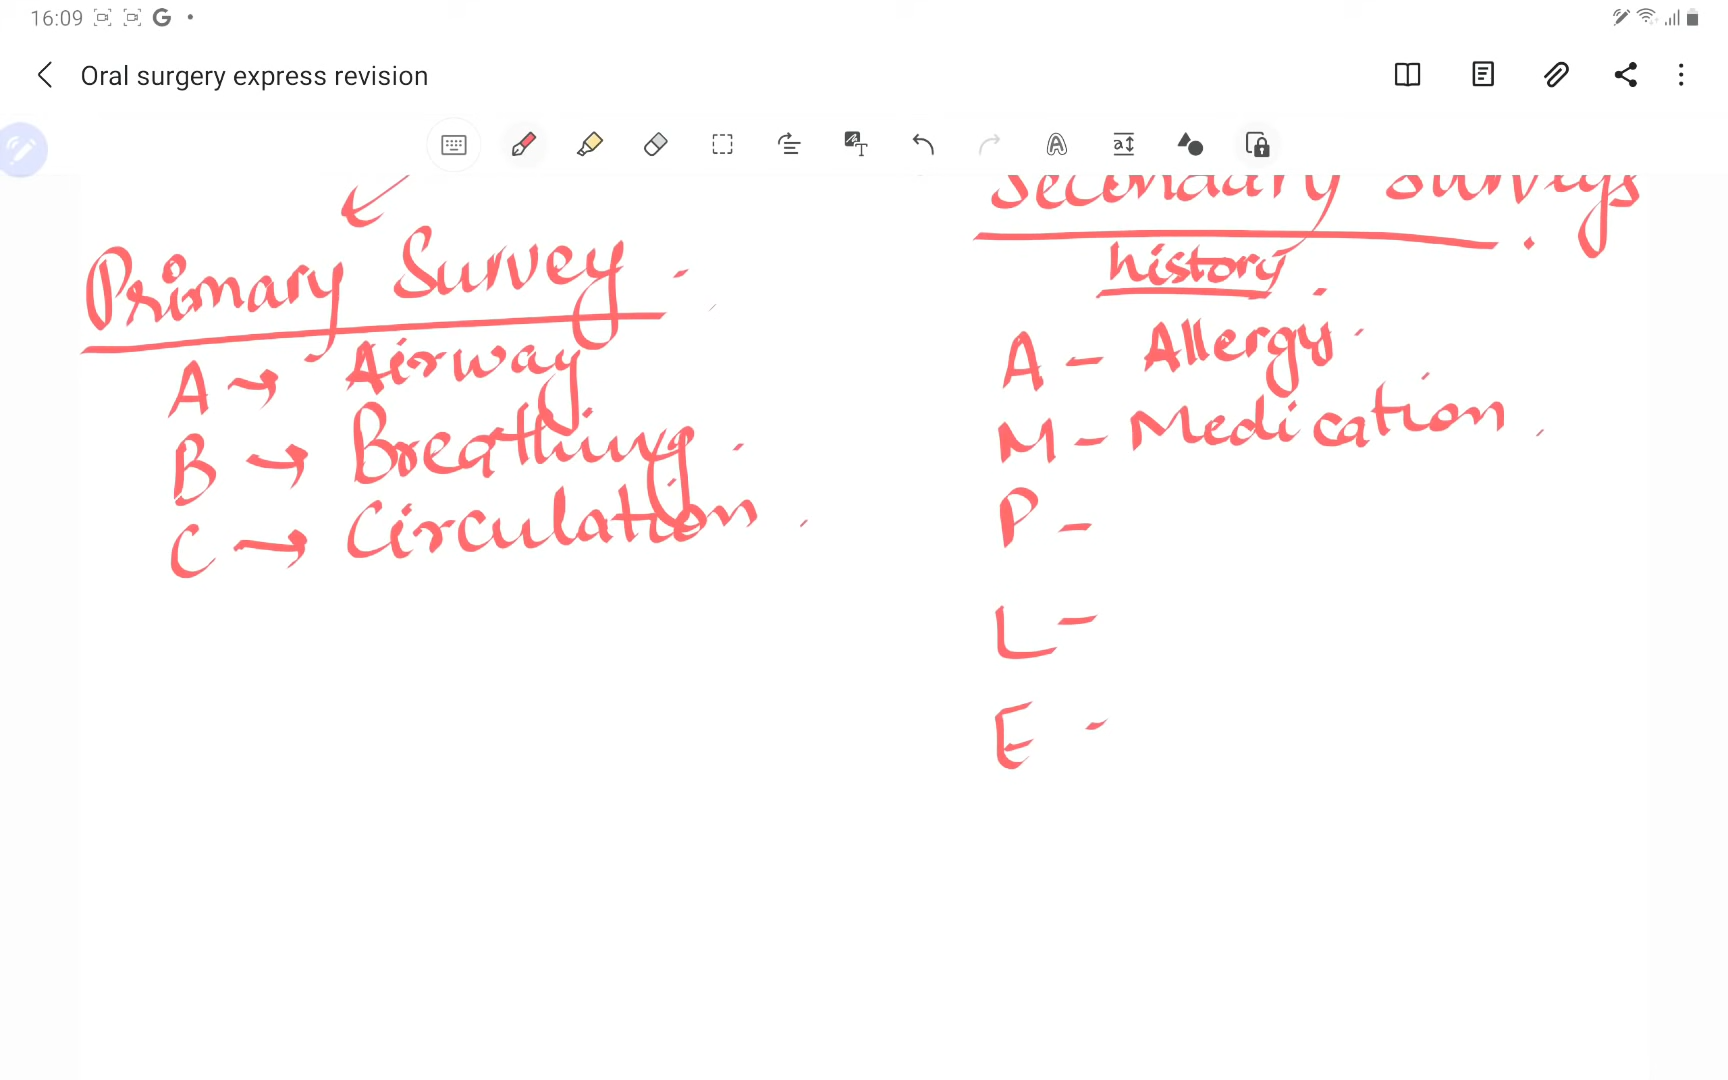 16:09
Oral surgery express revision
Primary Survey.
A → Airway
B → Breathing.
C → Circulation.
Secondary Surveys.
history.
A - Allergy.
M - Medication.
P -
L -
E -